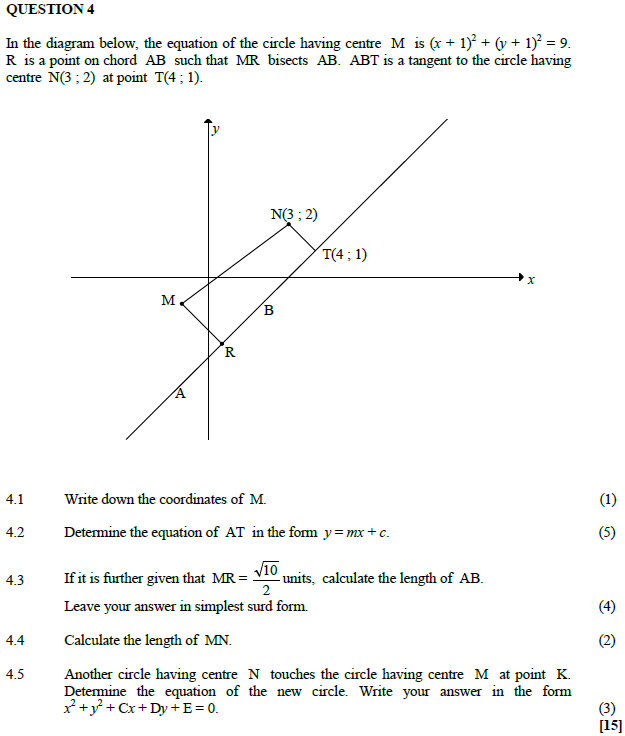 QUESTION 4
In the diagram below, the equation of the circle having centre M is (x + 1)² + (y + 1)² = 9.
R is a point on chord AB such that MR bisects AB. ABT is a tangent to the circle having
centre N(3 ; 2) at point T(4 ; 1).
y
N(3 ; 2)
T(4 ; 1)
x
M
B
R
A
4.1 Write down the coordinates of M. (1)
4.2 Determine the equation of AT in the form y = mx + c. (5)
4.3 If it is further given that MR = √10/2 units, calculate the length of AB.
Leave your answer in simplest surd form. (4)
4.4 Calculate the length of MN. (2)
4.5 Another circle having centre N touches the circle having centre M at point K.
Determine the equation of the new circle. Write your answer in the form
x² + y² + Cx + Dy + E = 0. (3)
[15]